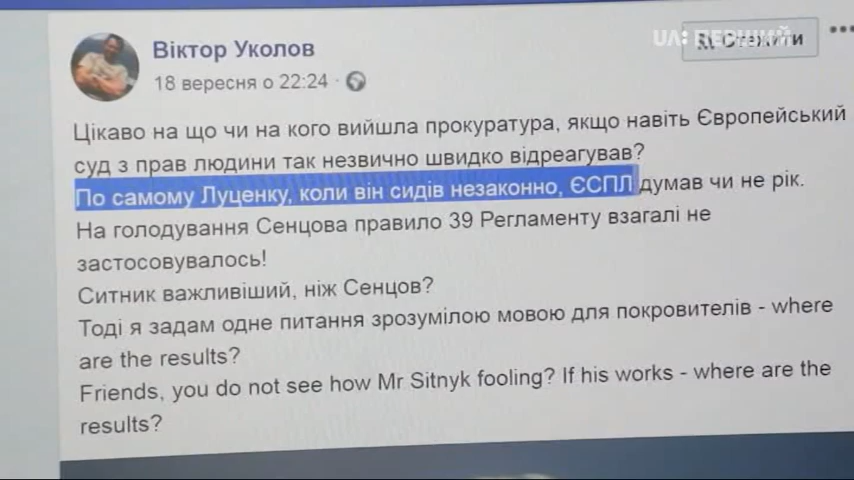 Віктор Уколов
18 вересня о 22:24
UA: ПЕРШИЙ
Стежити
Цікаво на що чи на кого вийшла прокуратура, якщо навіть Європейський
суд з прав людини так незвично швидко відреагував?
По самому Луценку, коли він сидів незаконно, ЄСПЛ думав чи не рік.
На голодування Сенцова правило 39 Регламенту взагалі не
застосовувалось!
Ситник важливіший, ніж Сенцов?
Тоді я задам одне питання зрозумілою мовою для покровителів - where
are the results?
Friends, you do not see how Mr Sitnyk fooling? If his works - where are the
results?